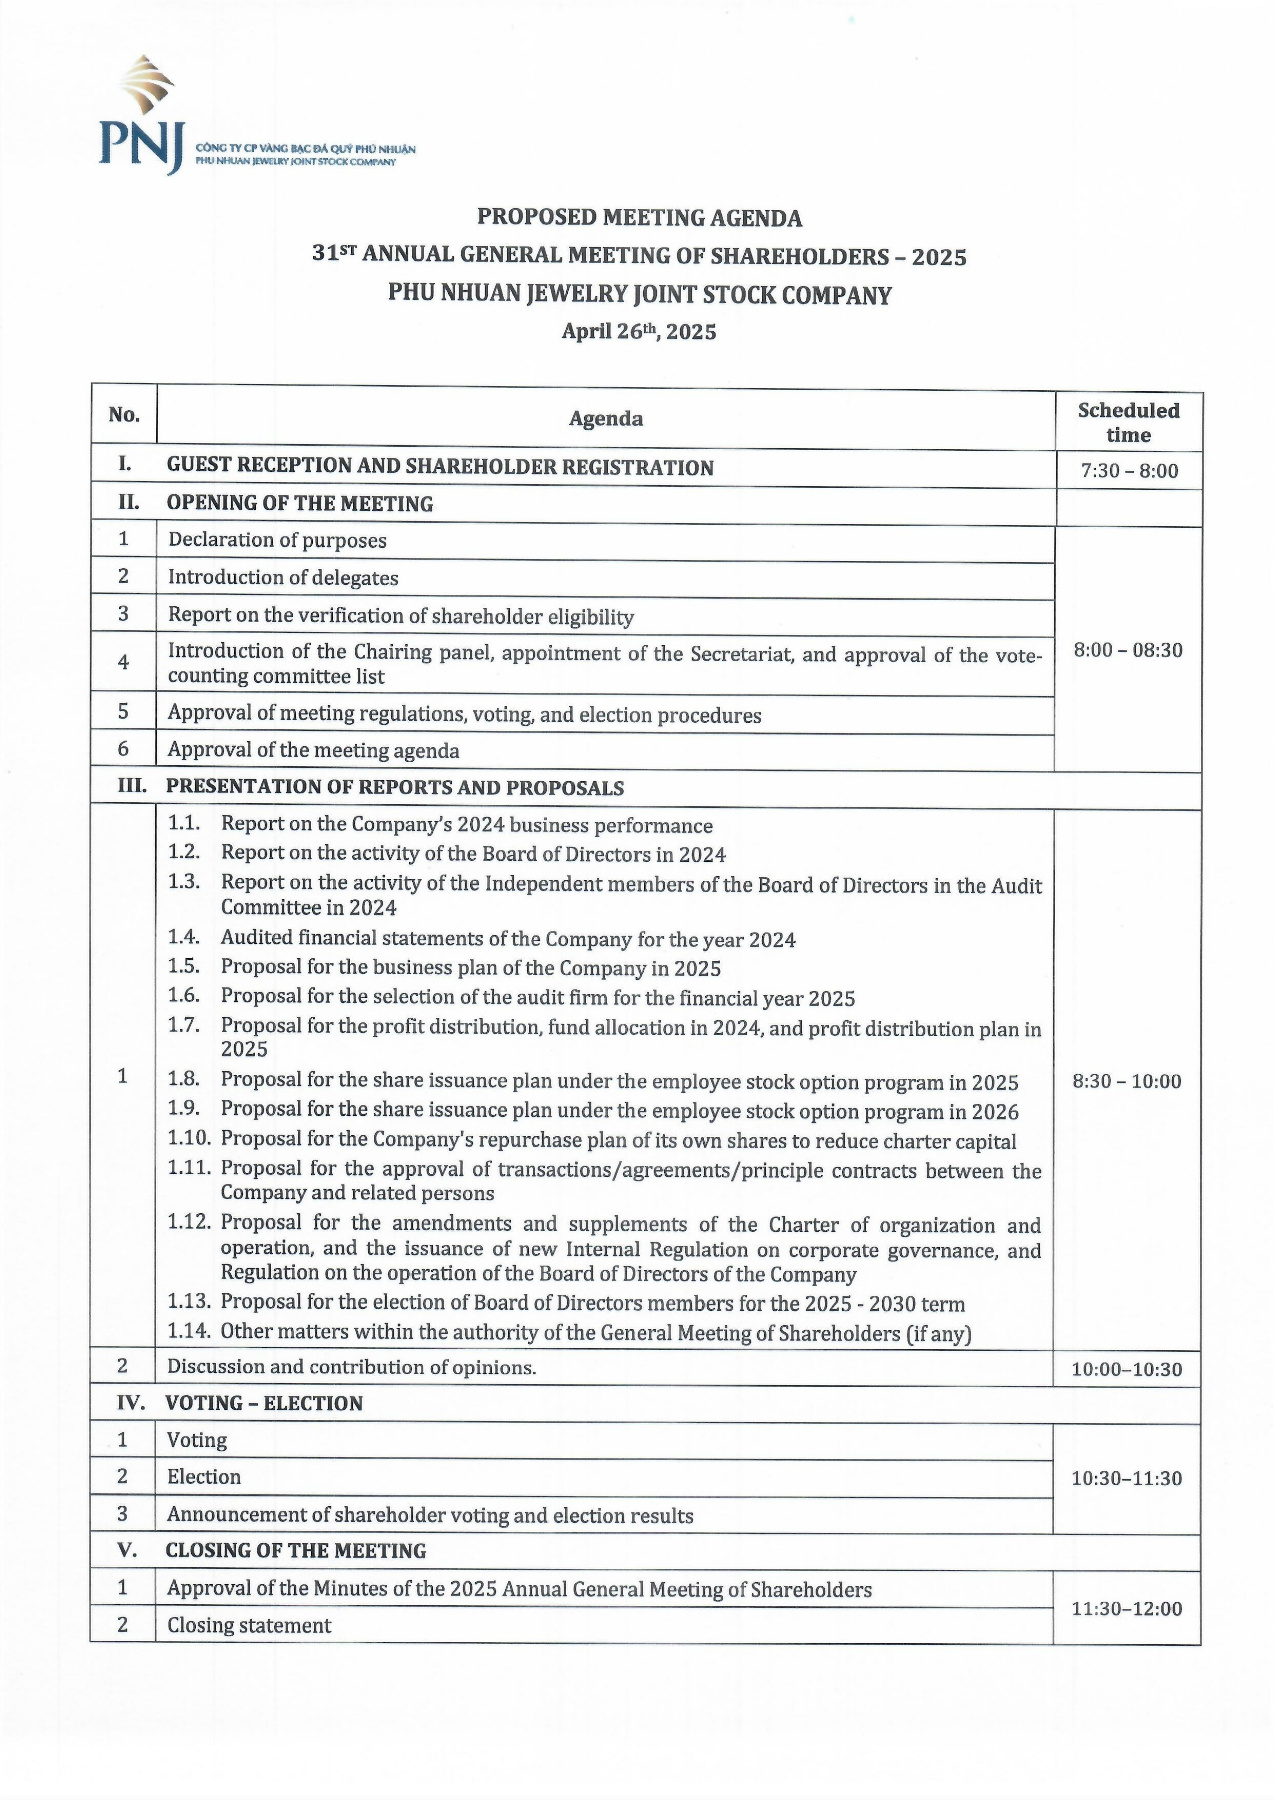 PNJ
CÔNG TY CP VÀNG BẠC ĐÁ QUÝ PHÚ NHUẬN
PHU NHUAN JEWELRY JOINT STOCK COMPANY
PROPOSED MEETING AGENDA
31ST ANNUAL GENERAL MEETING OF SHAREHOLDERS – 2025
PHU NHUAN JEWELRY JOINT STOCK COMPANY
April 26th, 2025
No.
Agenda
Scheduled
time
I. GUEST RECEPTION AND SHAREHOLDER REGISTRATION
7:30 – 8:00
II. OPENING OF THE MEETING
1 Declaration of purposes
2 Introduction of delegates
3 Report on the verification of shareholder eligibility
4 Introduction of the Chairing panel, appointment of the Secretariat, and approval of the vote-
counting committee list
8:00 – 08:30
5 Approval of meeting regulations, voting, and election procedures
6 Approval of the meeting agenda
III. PRESENTATION OF REPORTS AND PROPOSALS
1.1. Report on the Company's 2024 business performance
1.2. Report on the activity of the Board of Directors in 2024
1.3. Report on the activity of the Independent members of the Board of Directors in the Audit
Committee in 2024
1.4. Audited financial statements of the Company for the year 2024
1.5. Proposal for the business plan of the Company in 2025
1.6. Proposal for the selection of the audit firm for the financial year 2025
1.7. Proposal for the profit distribution, fund allocation in 2024, and profit distribution plan in
2025
1
1.8. Proposal for the share issuance plan under the employee stock option program in 2025
8:30 – 10:00
1.9. Proposal for the share issuance plan under the employee stock option program in 2026
1.10. Proposal for the Company's repurchase plan of its own shares to reduce charter capital
1.11. Proposal for the approval of transactions/agreements/principle contracts between the
Company and related persons
1.12. Proposal for the amendments and supplements of the Charter of organization and
operation, and the issuance of new Internal Regulation on corporate governance, and
Regulation on the operation of the Board of Directors of the Company
1.13. Proposal for the election of Board of Directors members for the 2025 - 2030 term
1.14. Other matters within the authority of the General Meeting of Shareholders (if any)
2 Discussion and contribution of opinions.
10:00–10:30
IV. VOTING – ELECTION
1 Voting
2 Election
10:30–11:30
3 Announcement of shareholder voting and election results
V. CLOSING OF THE MEETING
1 Approval of the Minutes of the 2025 Annual General Meeting of Shareholders
11:30–12:00
2 Closing statement